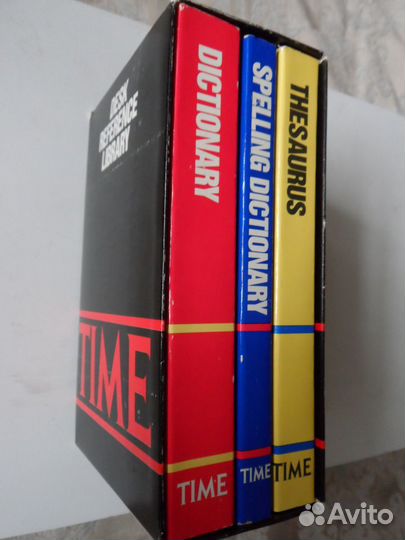 DESK
REFERENCE
LIBRARY
TIME
DICTIONARY
TIME
SPELLING DICTIONARY
TIME
THESAURUS
TIME
Avito